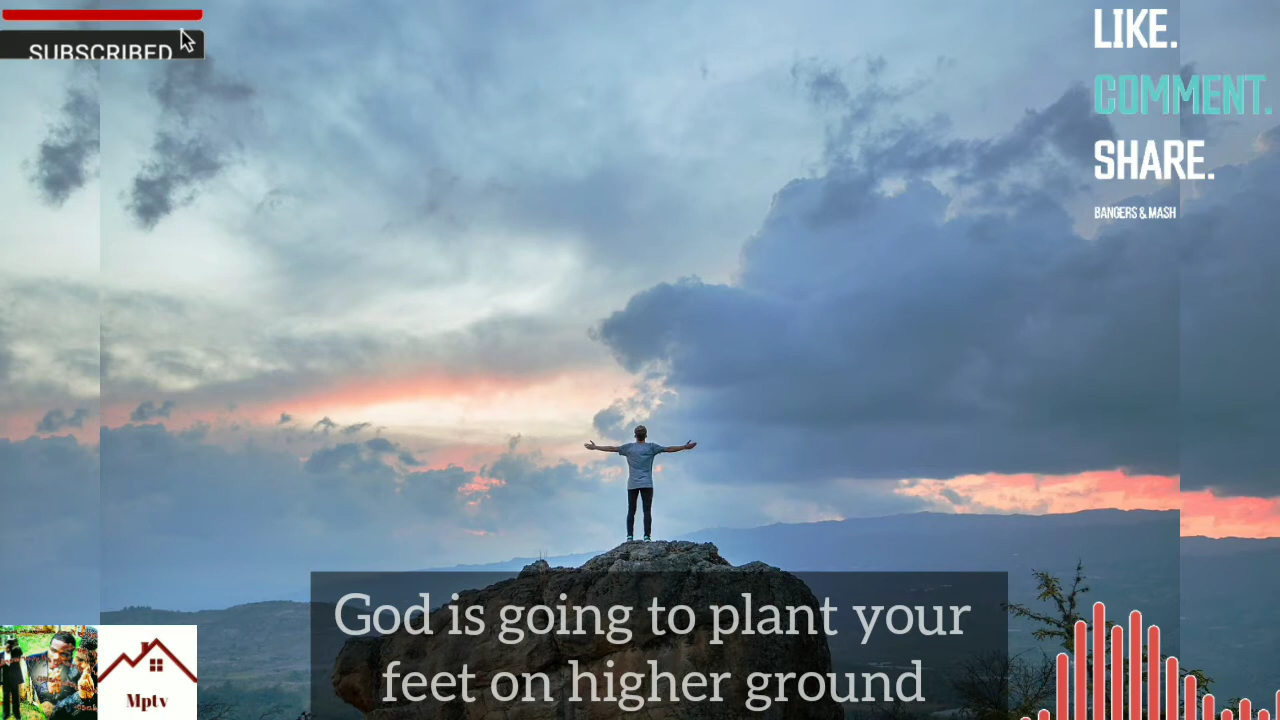 SUBSCRIBED
LIKE.
COMMENT.
SHARE.
BANGERS & MASH
God is going to plant your
feet on higher ground
Mptv